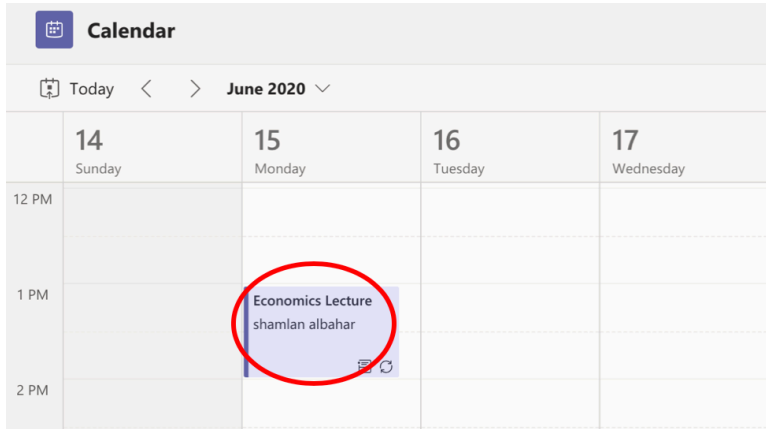 Calendar
Today
June 2020
14
15
16
17
Sunday
Monday
Tuesday
Wednesday
12 PM
1 PM
Economics Lecture
shamlan albahar
2 PM